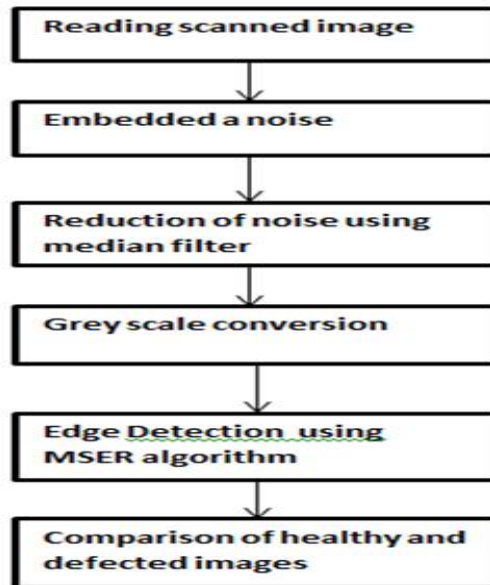 Reading scanned image
Embedded a noise
Reduction of noise using
median filter
Grey scale conversion
Edge Detection using
MSER algorithm
Comparison of healthy and
defected images